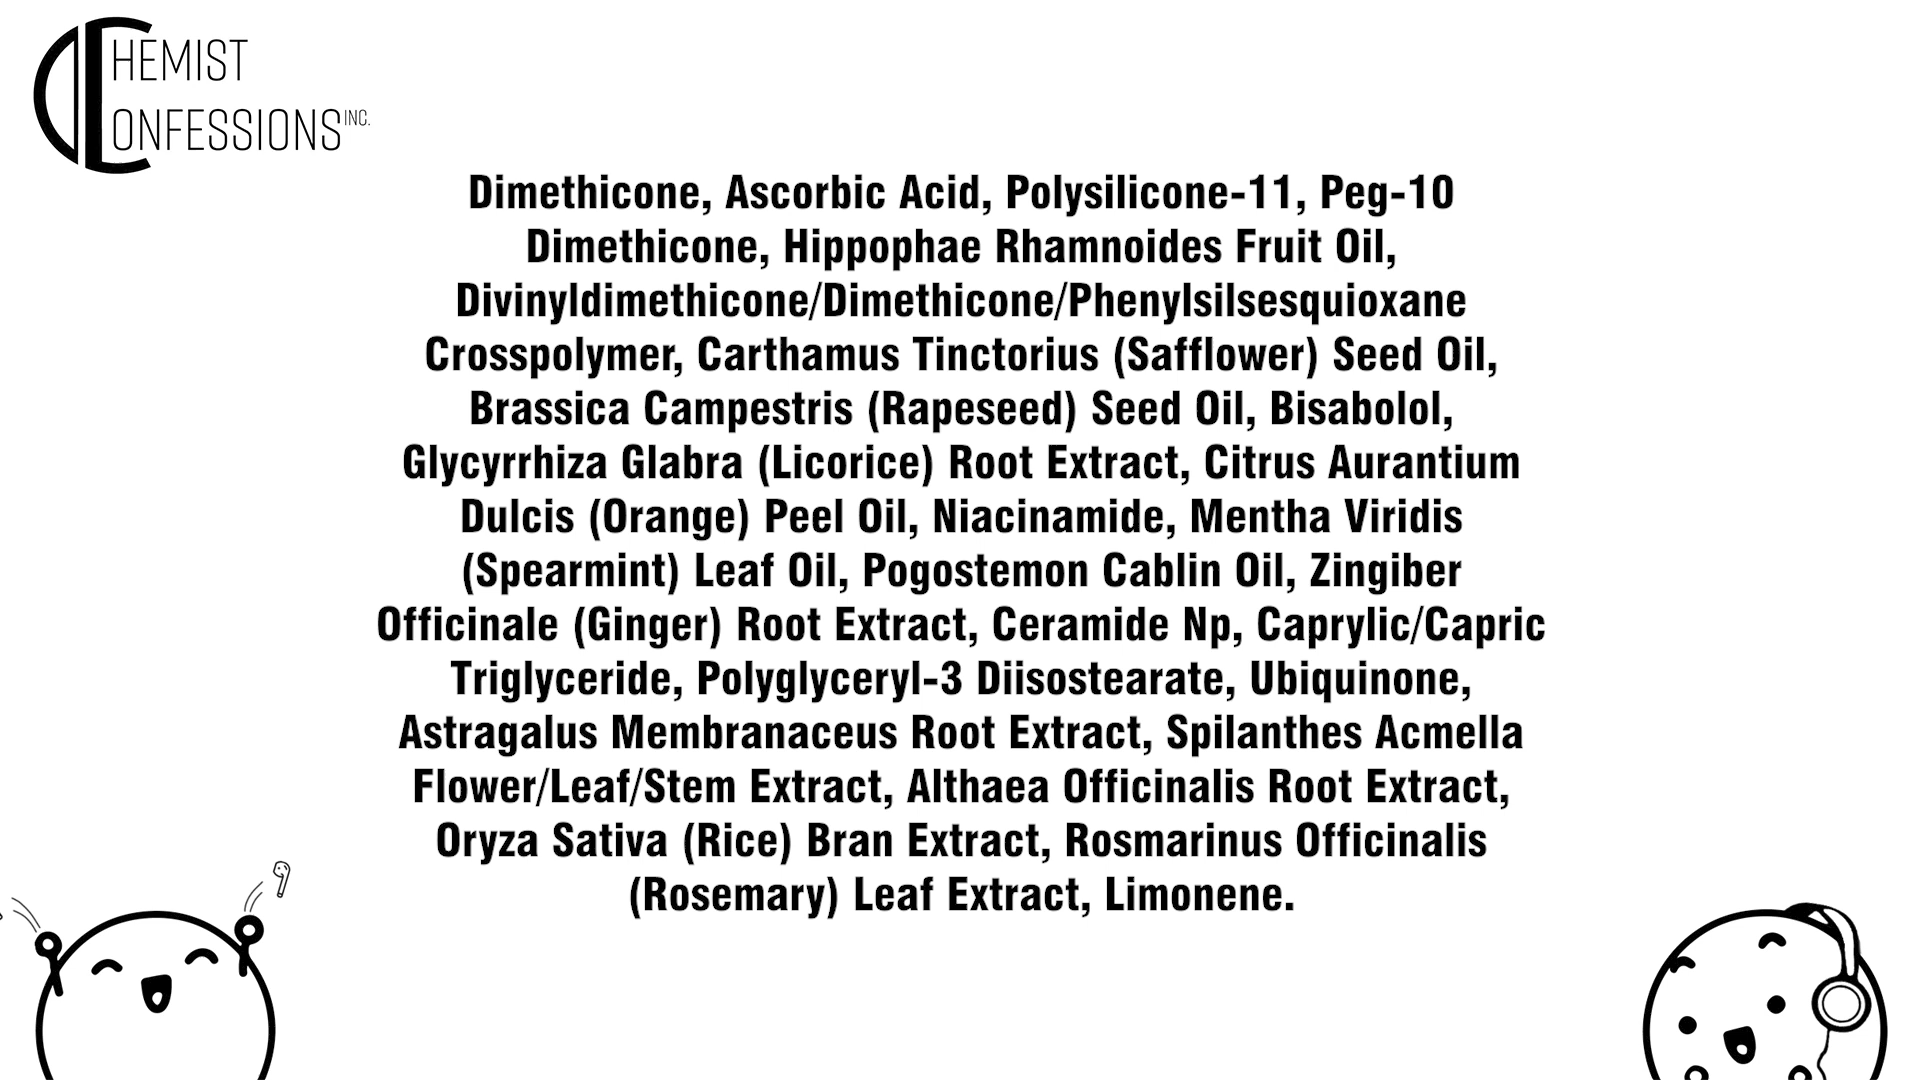 CHEMIST
CONFESSIONS INC.
Dimethicone, Ascorbic Acid, Polysilicone-11, Peg-10
Dimethicone, Hippophae Rhamnoides Fruit Oil,
Divinyldimethicone/Dimethicone/Phenylsilsesquioxane
Crosspolymer, Carthamus Tinctorius (Safflower) Seed Oil,
Brassica Campestris (Rapeseed) Seed Oil, Bisabolol,
Glycyrrhiza Glabra (Licorice) Root Extract, Citrus Aurantium
Dulcis (Orange) Peel Oil, Niacinamide, Mentha Viridis
(Spearmint) Leaf Oil, Pogostemon Cablin Oil, Zingiber
Officinale (Ginger) Root Extract, Ceramide Np, Caprylic/Capric
Triglyceride, Polyglyceryl-3 Diisostearate, Ubiquinone,
Astragalus Membranaceus Root Extract, Spilanthes Acmella
Flower/Leaf/Stem Extract, Althaea Officinalis Root Extract,
Oryza Sativa (Rice) Bran Extract, Rosmarinus Officinalis
(Rosemary) Leaf Extract, Limonene.